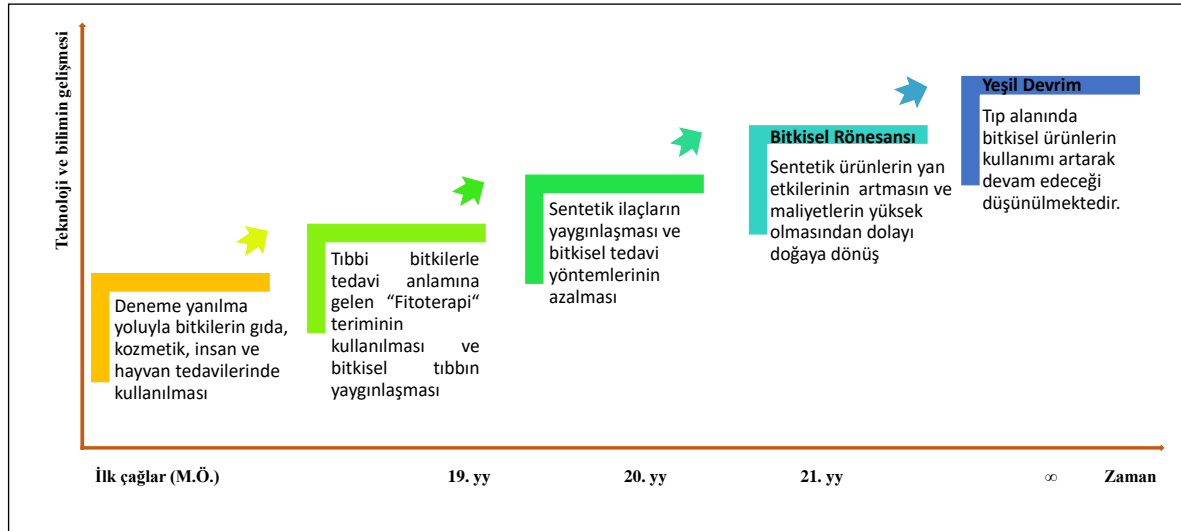 Teknoloji ve bilimin gelişmesi
Deneme yanılma
yoluyla bitkilerin gıda,
kozmetik, insan ve
hayvan tedavilerinde
kullanılması
Tıbbi bitkilerle
tedavi anlamına
gelen “Fitoterapi“
teriminin
kullanılması ve
bitkisel tıbbın
yaygınlaşması
Sentetik ilaçların
yaygınlaşması ve
bitkisel tedavi
yöntemlerinin
azalması
Bitkisel Rönesansı
Sentetik ürünlerin yan
etkilerinin artmasın ve
maliyetlerin yüksek
olmasından dolayı
doğaya dönüş
Yeşil Devrim
Tıp alanında
bitkisel ürünlerin
kullanımı artarak
devam edeceği
düşünülmektedir.
İlk çağlar (M.Ö.) 19. yy 20. yy 21. yy ∞ Zaman